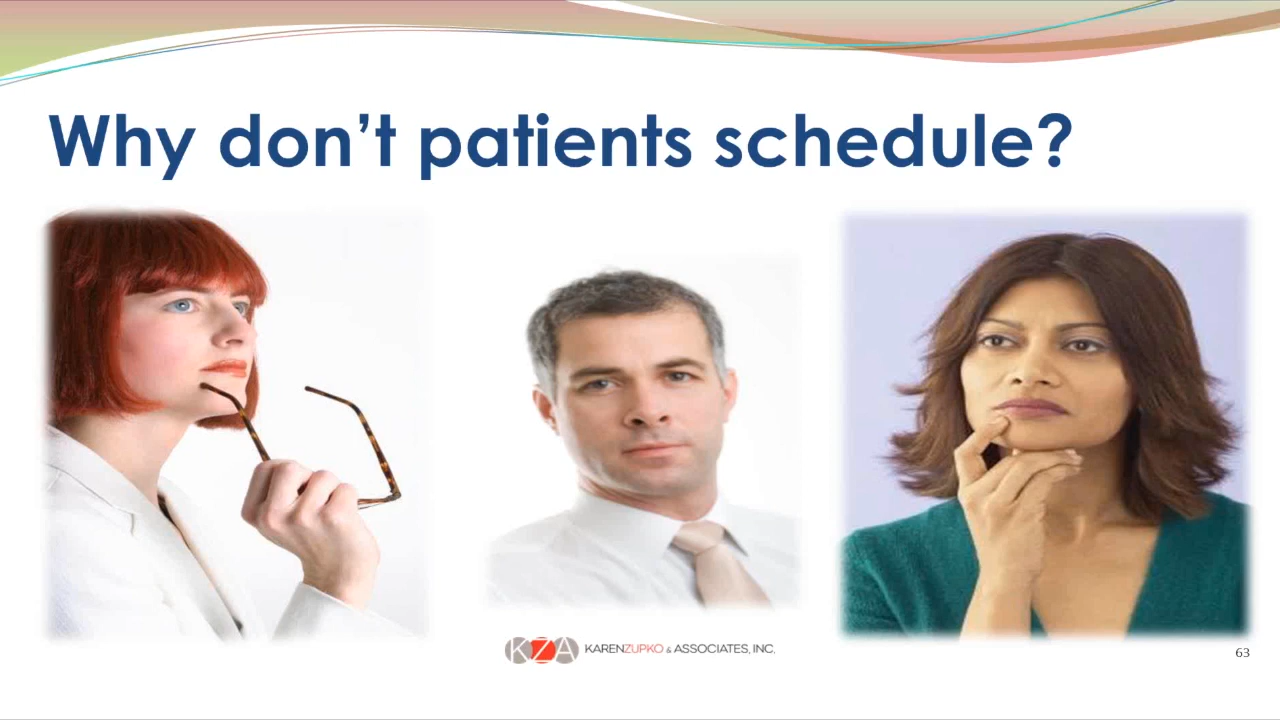 Why don’t patients schedule?
KZA KARENZUPKO & ASSOCIATES, INC.
63